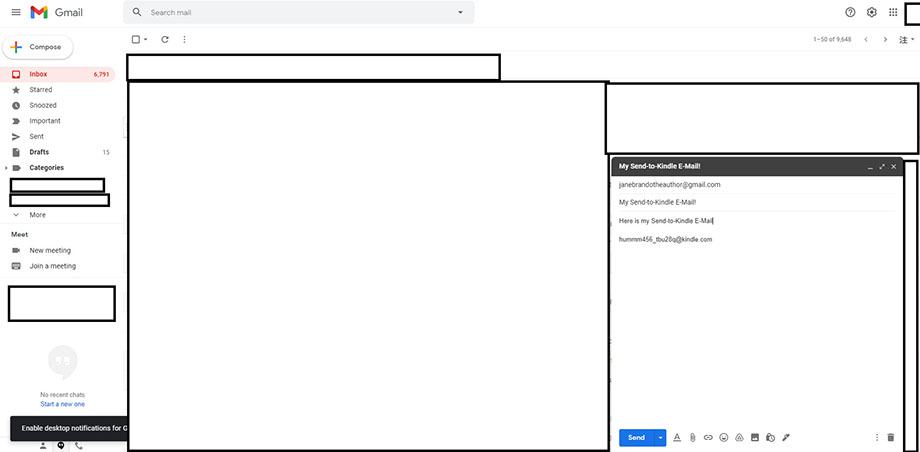 Gmail
Search mail
1–50 of 9,648
注
Compose
Inbox 6,791
Starred
Snoozed
Important
Sent
Drafts 15
Categories
More
Meet
New meeting
Join a meeting
No recent chats
Start a new one
Enable desktop notifications for G
My Send-to-Kindle E-Mail!
janebrandotheauthor@gmail.com
My Send-to-Kindle E-Mail!
Here is my Send-to-Kindle E-Mail
hummm456_tbu28q@kindle.com
Send